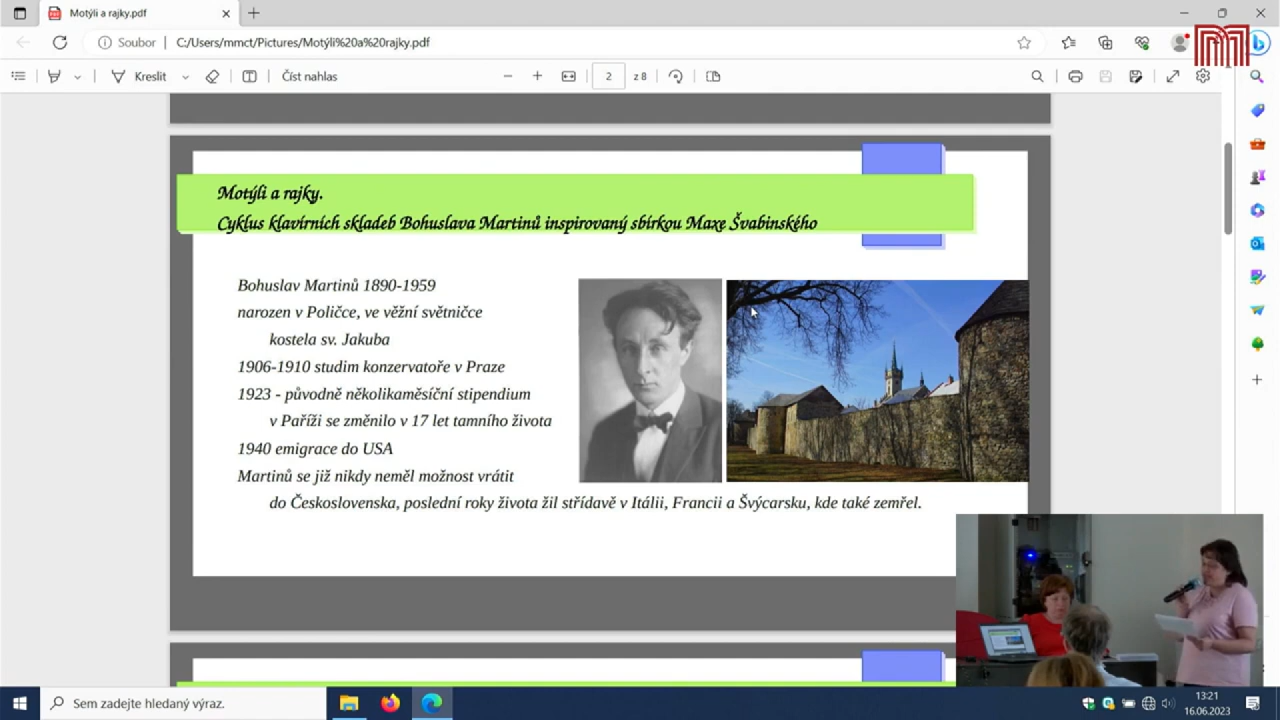 Motýli a rajky.pdf
Soubor
C:/Users/mmct/Pictures/Motýli%20a%20rajky.pdf
Kreslit
Číst nahlas
2
z 8
Motýli a rajky.
Cyklus klavírních skladeb Bohuslava Martinů inspirovaný sbírkou Maxe Švabinského
Bohuslav Martinů 1890-1959
narozen v Poličce, ve věžní světničce
kostela sv. Jakuba
1906-1910 studim konzervatoře v Praze
1923 - původně několikaměsíční stipendium
v Paříži se změnilo v 17 let tamního života
1940 emigrace do USA
Martinů se již nikdy neměl možnost vrátit
do Československa, poslední roky života žil střídavě v Itálii, Francii a Švýcarsku, kde také zemřel.
Sem zadejte hledaný výraz.
13:21
16.06.2023